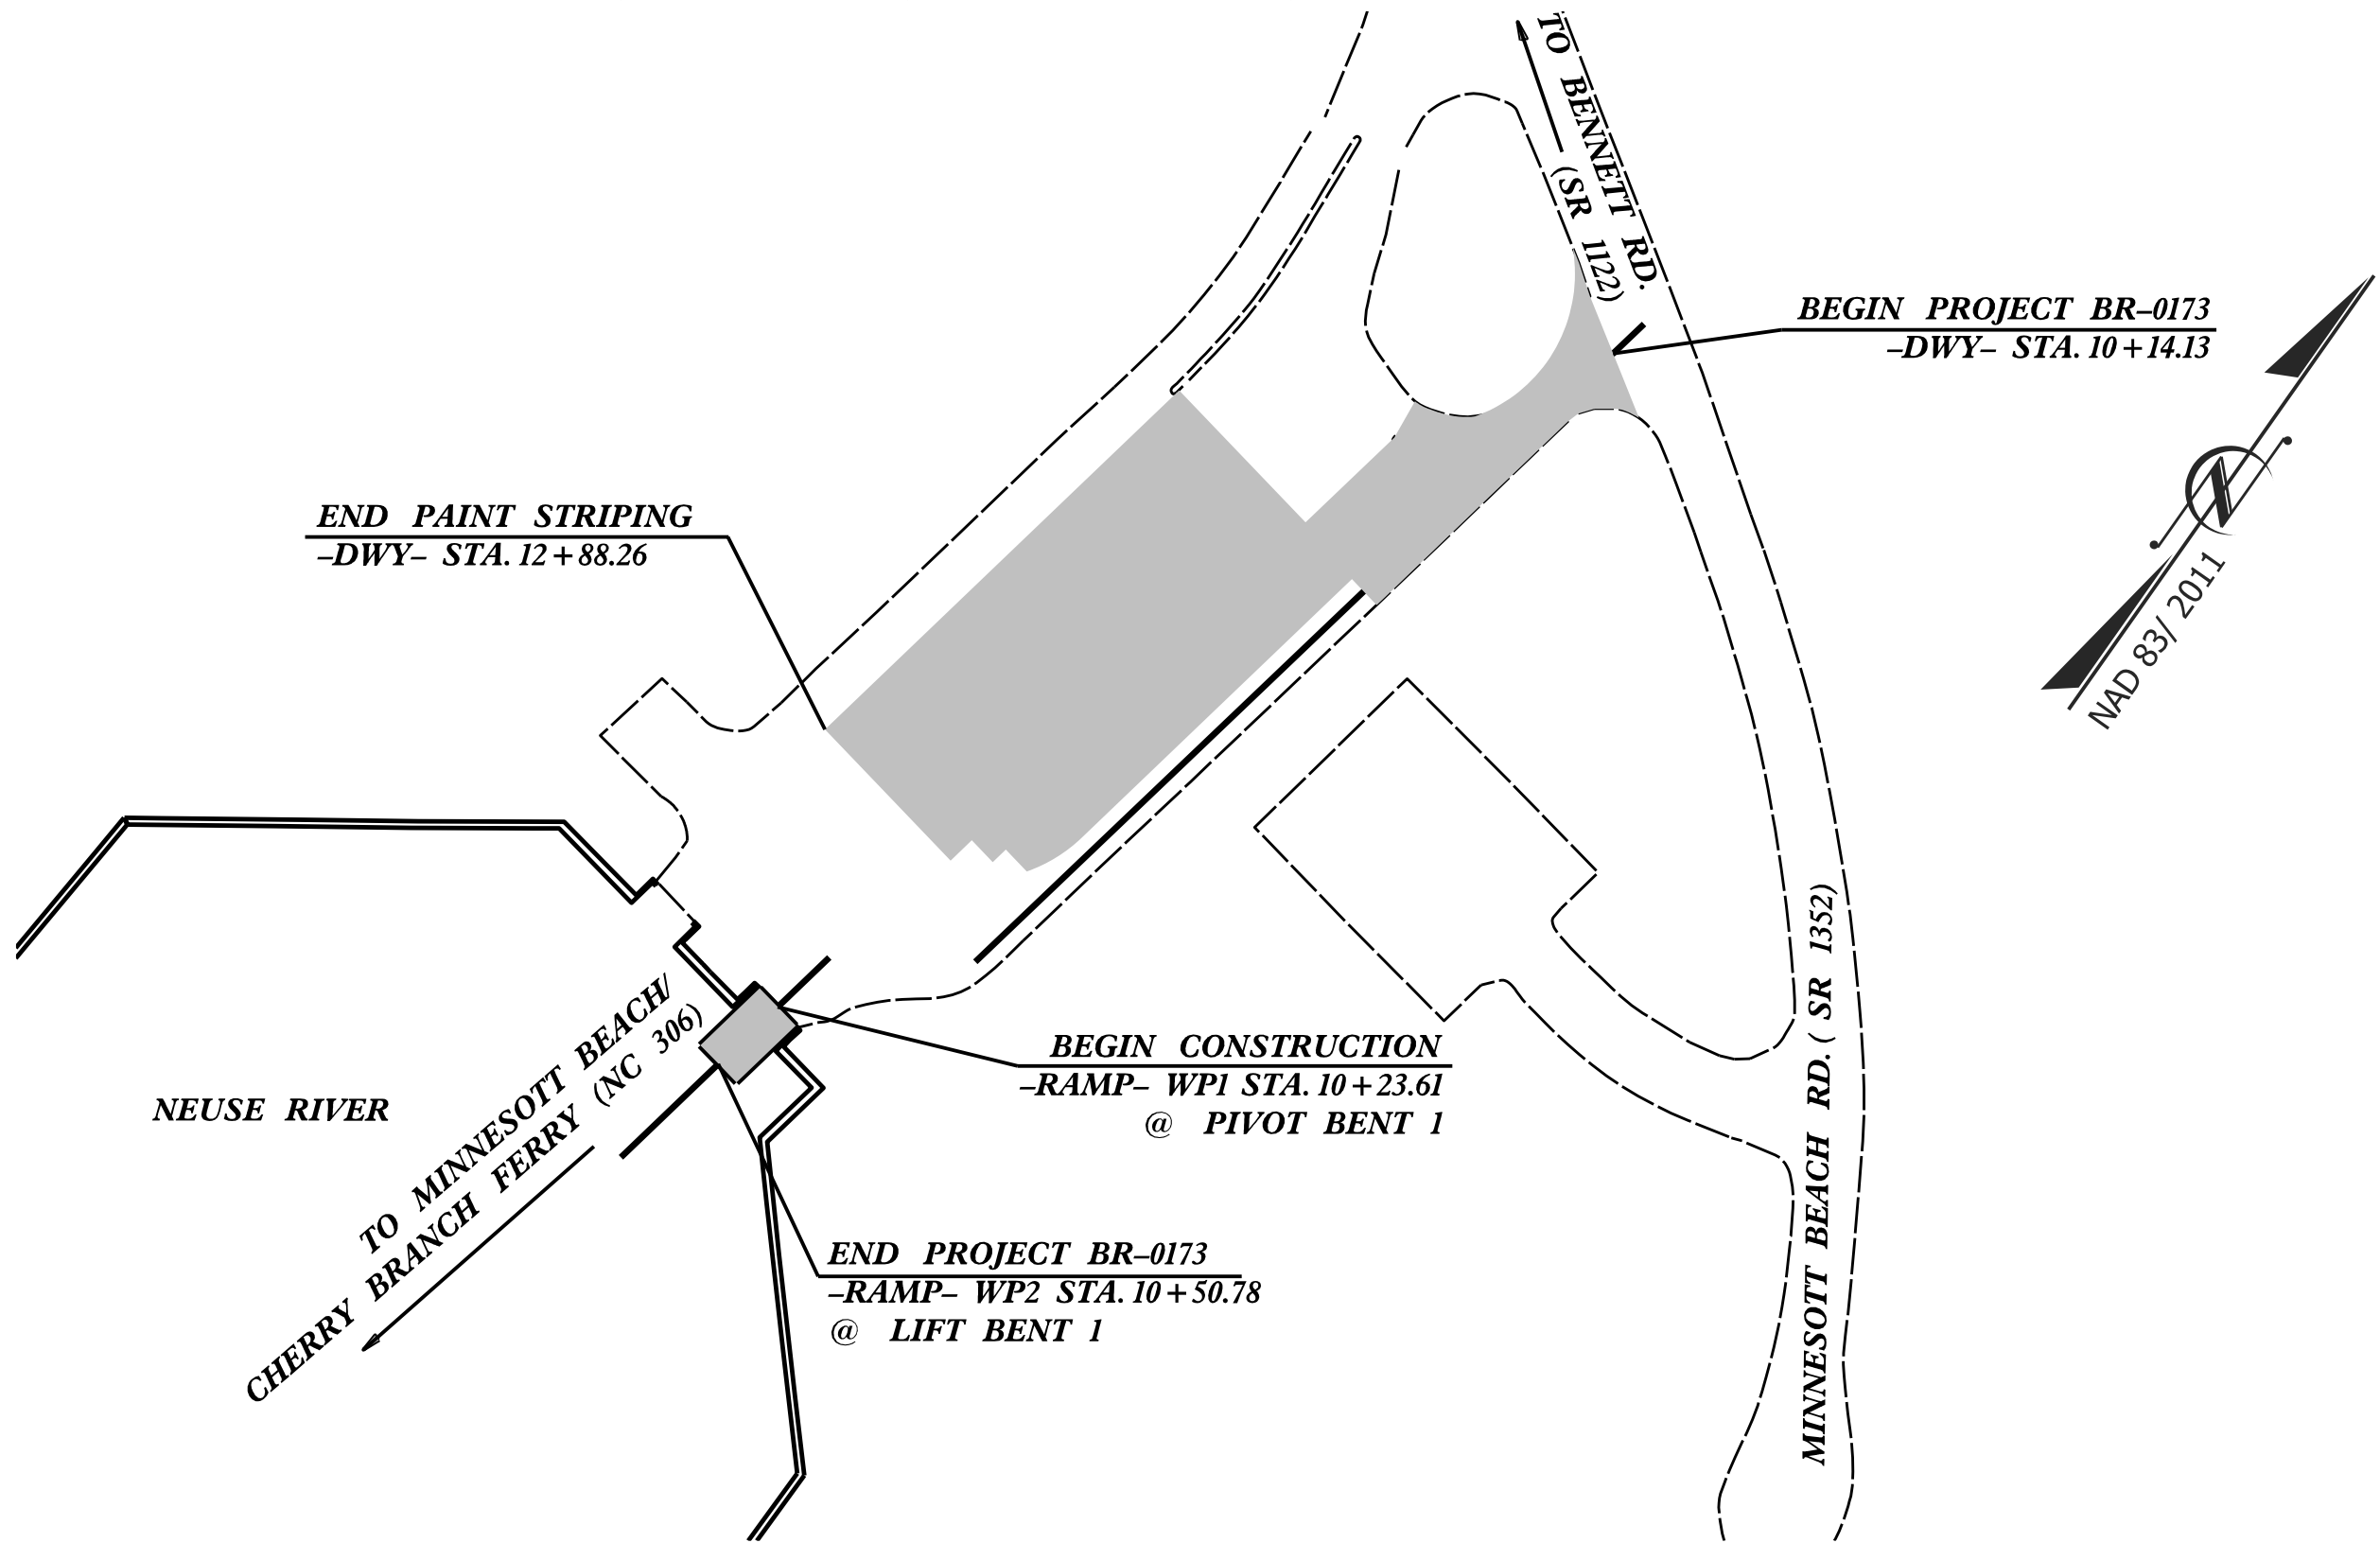 TO BENNETT RD.
(SR 1122)
BEGIN PROJECT BR–0173
–DWY– STA. 10+14.13
END PAINT STRIPING
–DWY– STA. 12+88.26
N
NAD 83/ 2011
MINNESOTT BEACH RD. ( SR 1352)
TO MINNESOTT BEACH/
CHERRY BRANCH FERRY (NC 306)
NEUSE RIVER
BEGIN CONSTRUCTION
–RAMP– WP1 STA. 10+23.61
@ PIVOT BENT 1
END PROJECT BR–0173
–RAMP– WP2 STA. 10+50.78
@ LIFT BENT 1